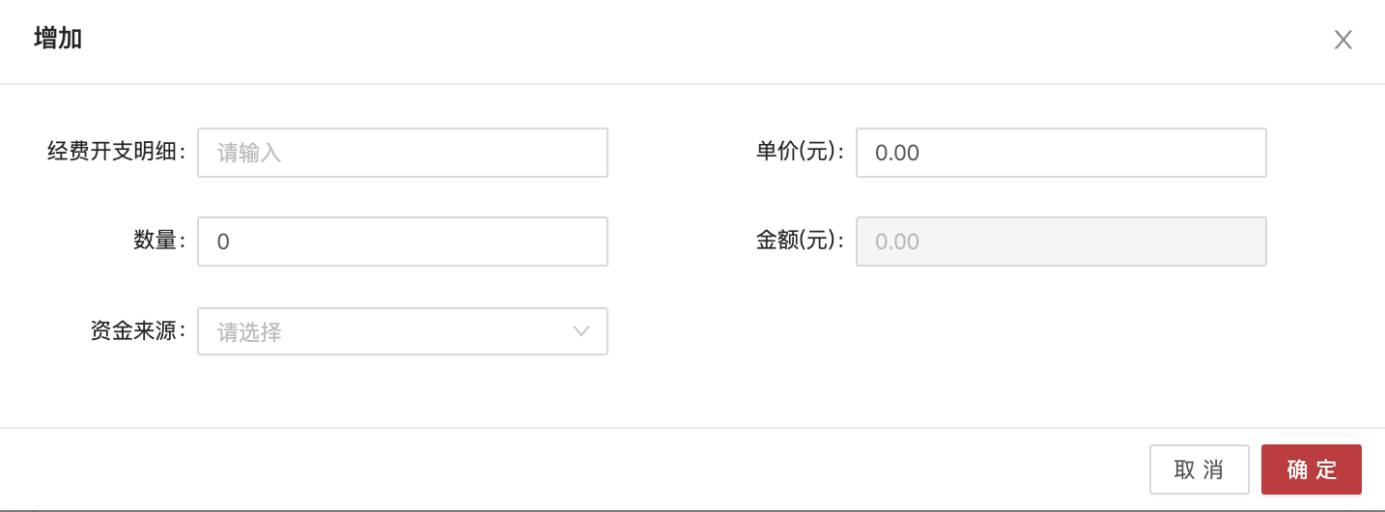 增加
经费开支明细: 请输入 单价(元): 0.00
数量: 0 金额(元): 0.00
资金来源: 请选择
取 消 确 定